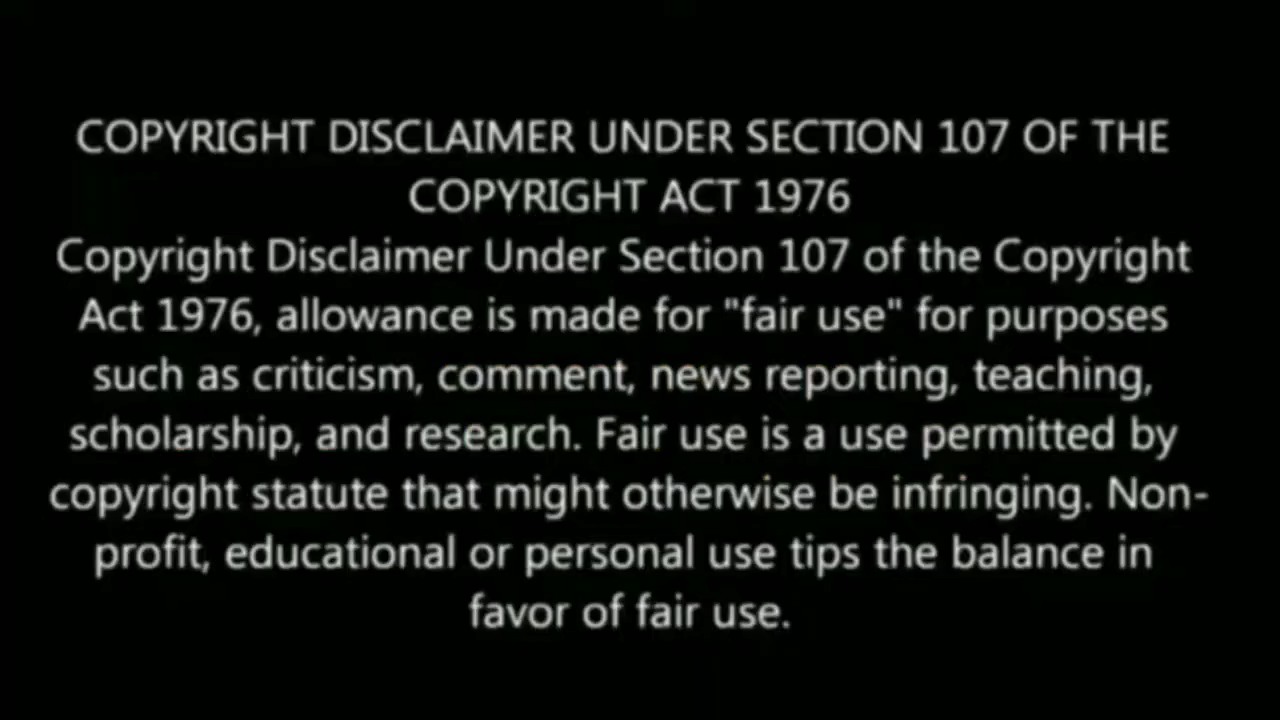 COPYRIGHT DISCLAIMER UNDER SECTION 107 OF THE
COPYRIGHT ACT 1976
Copyright Disclaimer Under Section 107 of the Copyright
Act 1976, allowance is made for "fair use" for purposes
such as criticism, comment, news reporting, teaching,
scholarship, and research. Fair use is a use permitted by
copyright statute that might otherwise be infringing. Non-
profit, educational or personal use tips the balance in
favor of fair use.